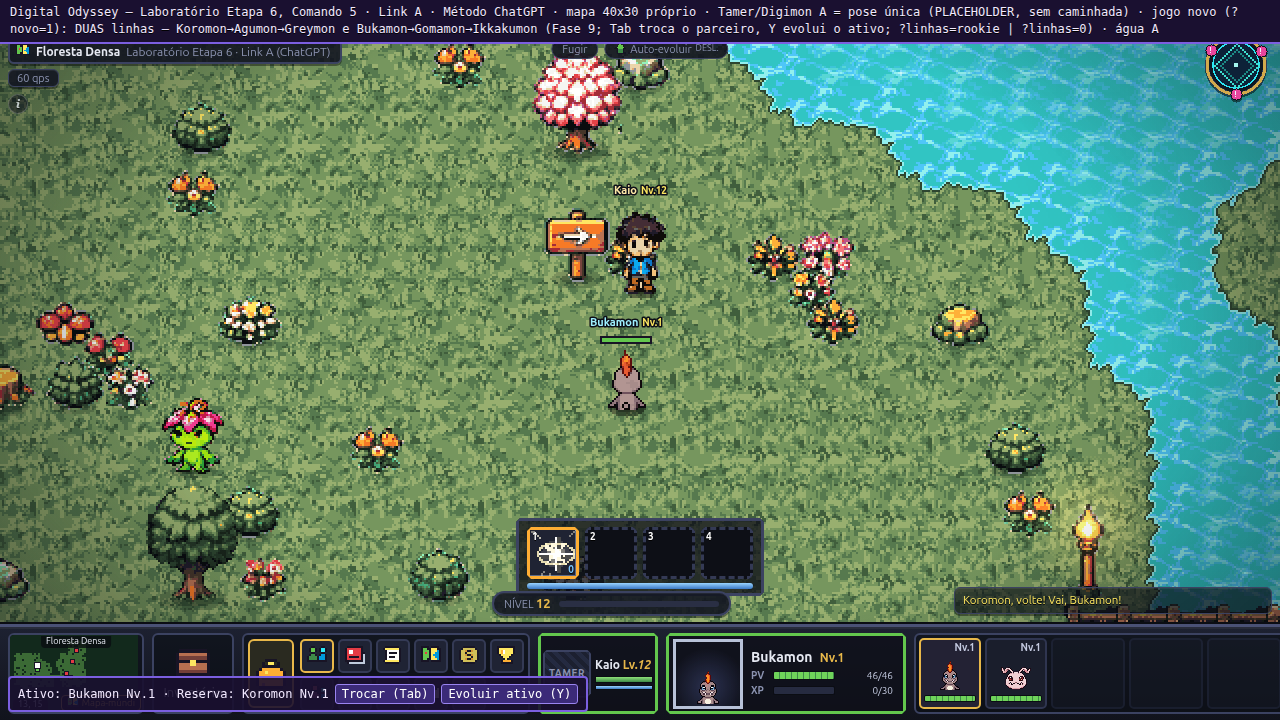 Digital Odyssey — Laboratório Etapa 6, Comando 5 · Link A · Método ChatGPT · mapa 40x30 próprio · Tamer/Digimon A = pose única (PLACEHOLDER, sem caminhada) · jogo novo (?
novo=1): DUAS linhas — Koromon→Agumon→Greymon e Bukamon→Gomamon→Ikkakumon (Fase 9; Tab troca o parceiro, Y evolui o ativo; ?linhas=rookie | ?linhas=0) · água A
Floresta Densa Laboratório Etapa 6 · Link A (ChatGPT)
Fugir
Auto-evoluir DESL.
60 qps
i
Kaio Nv.12
Bukamon Nv.1
1 2 3 4
0
NÍVEL 12
Koromon, volte! Vai, Bukamon!
Floresta Densa
TAMER
Kaio Lv.12
Bukamon Nv.1
PV 46/46
XP 0/30
Nv.1 Nv.1
Ativo: Bukamon Nv.1 · Reserva: Koromon Nv.1 Trocar (Tab) Evoluir ativo (Y)